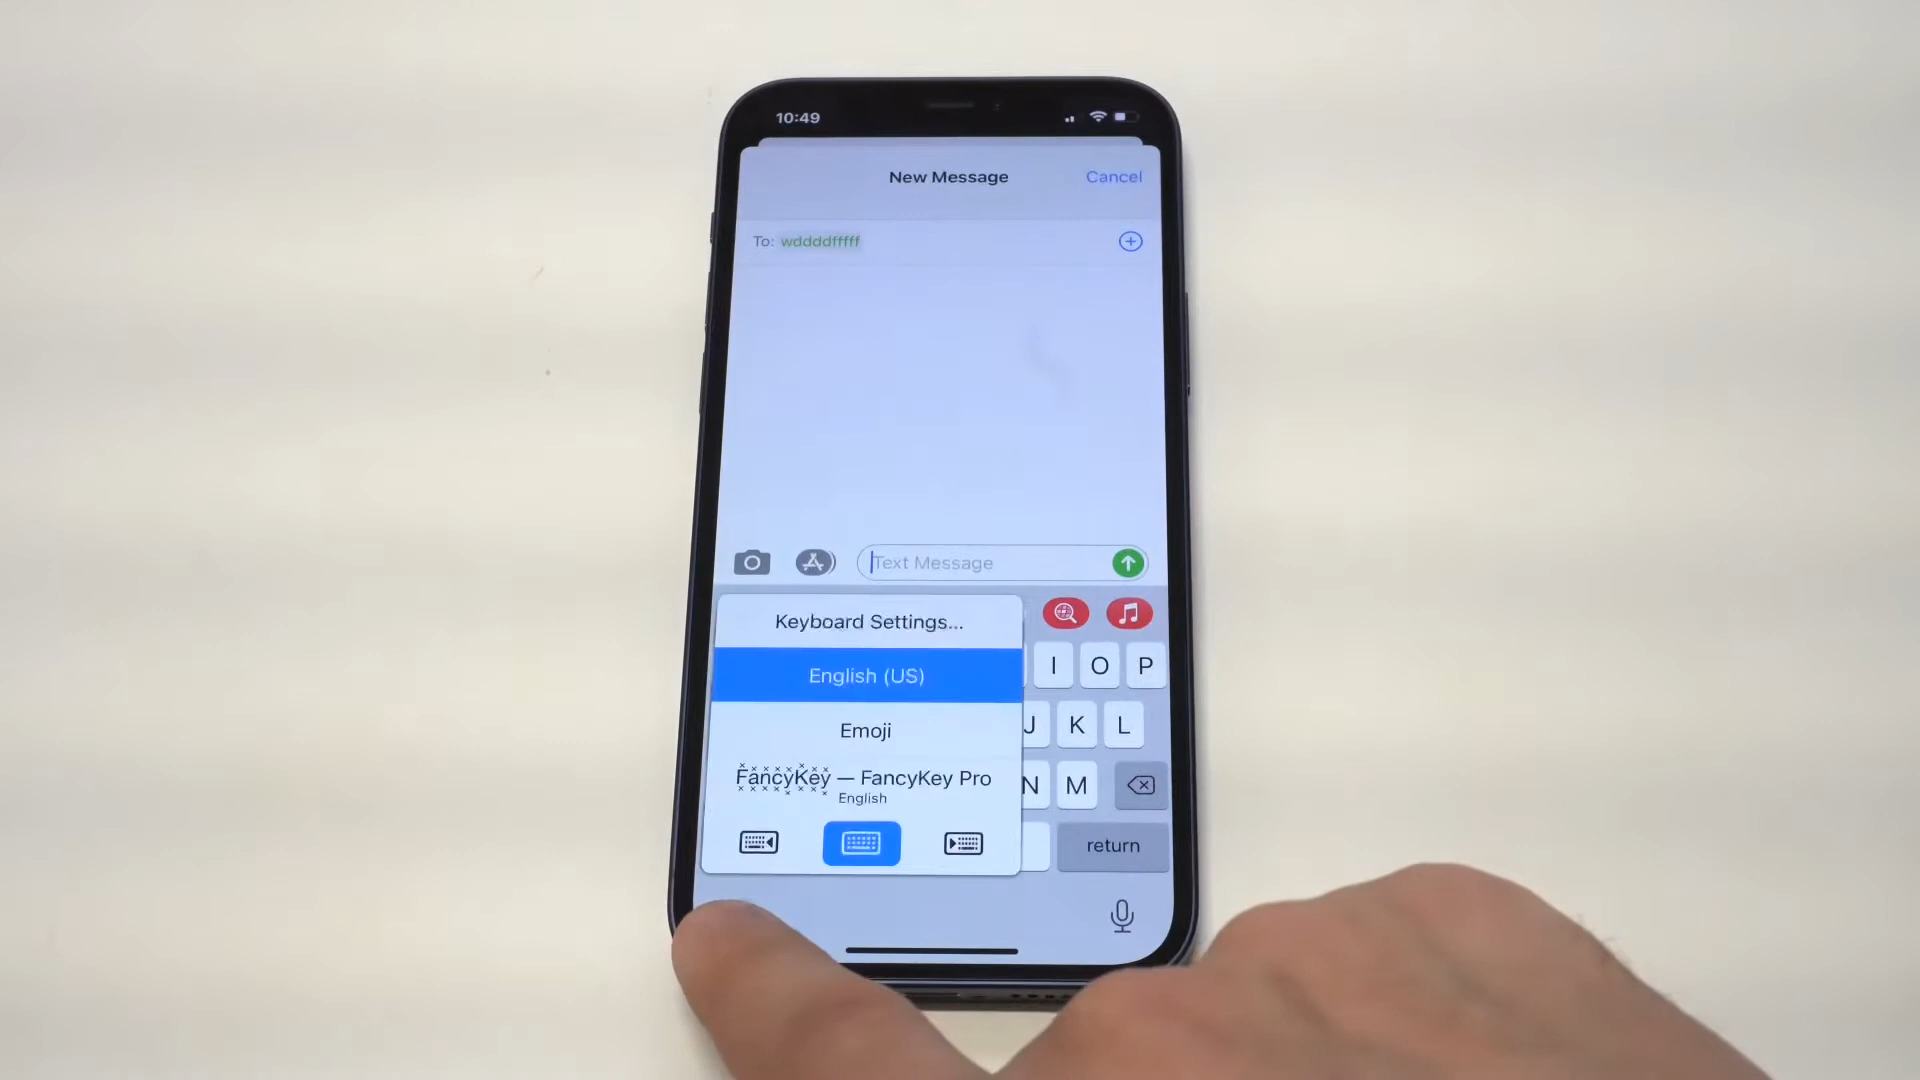 10:49
New Message
Cancel
To: wddddfffff
Text Message
Keyboard Settings...
English (US)
I O P
Emoji
J K L
FancyKey — FancyKey Pro
English
N M
return